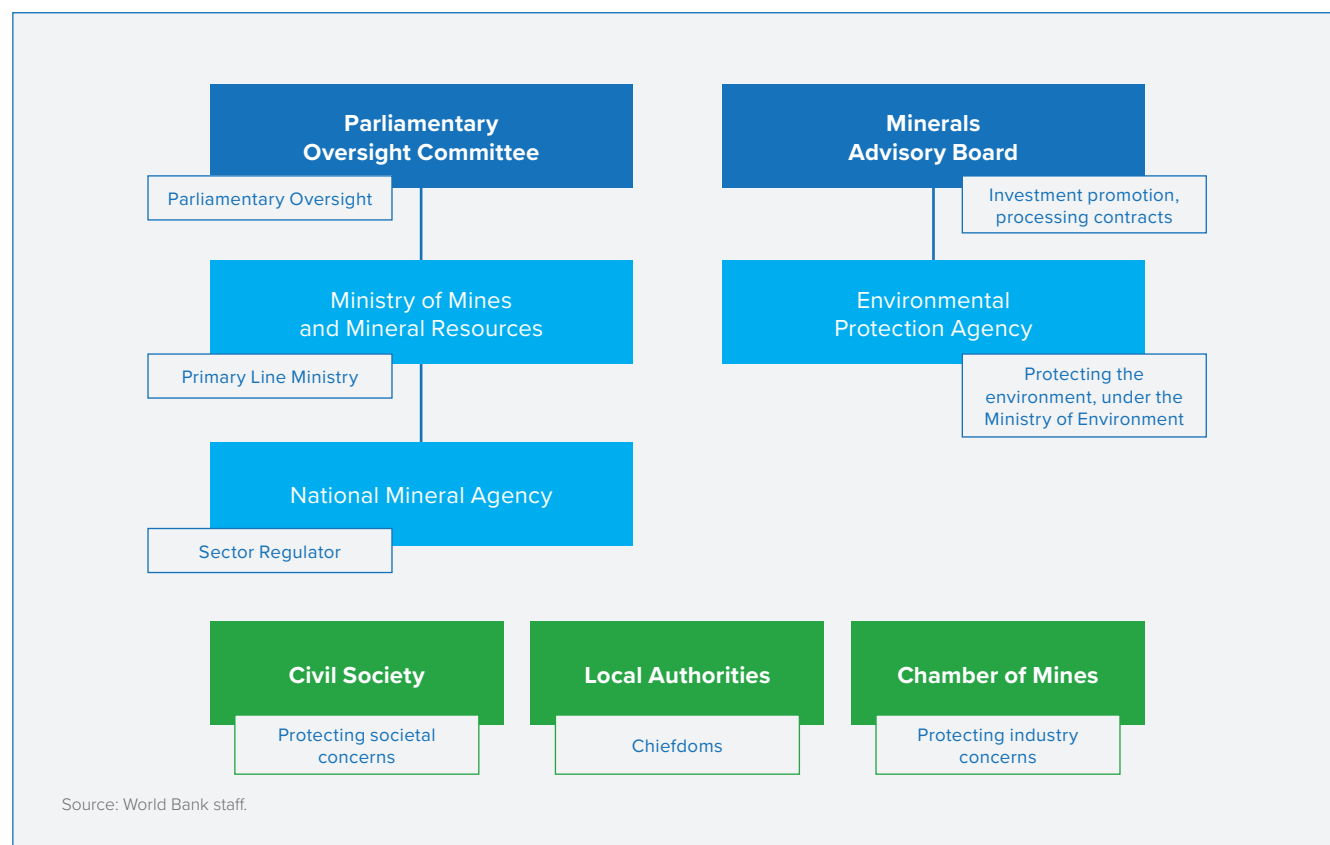 Parliamentary
Oversight Committee
Parliamentary Oversight
Minerals
Advisory Board
Investment promotion,
processing contracts
Ministry of Mines
and Mineral Resources
Primary Line Ministry
Environmental
Protection Agency
Protecting the
environment, under the
Ministry of Environment
National Mineral Agency
Sector Regulator
Civil Society
Protecting societal
concerns
Local Authorities
Chiefdoms
Chamber of Mines
Protecting industry
concerns
Source: World Bank staff.